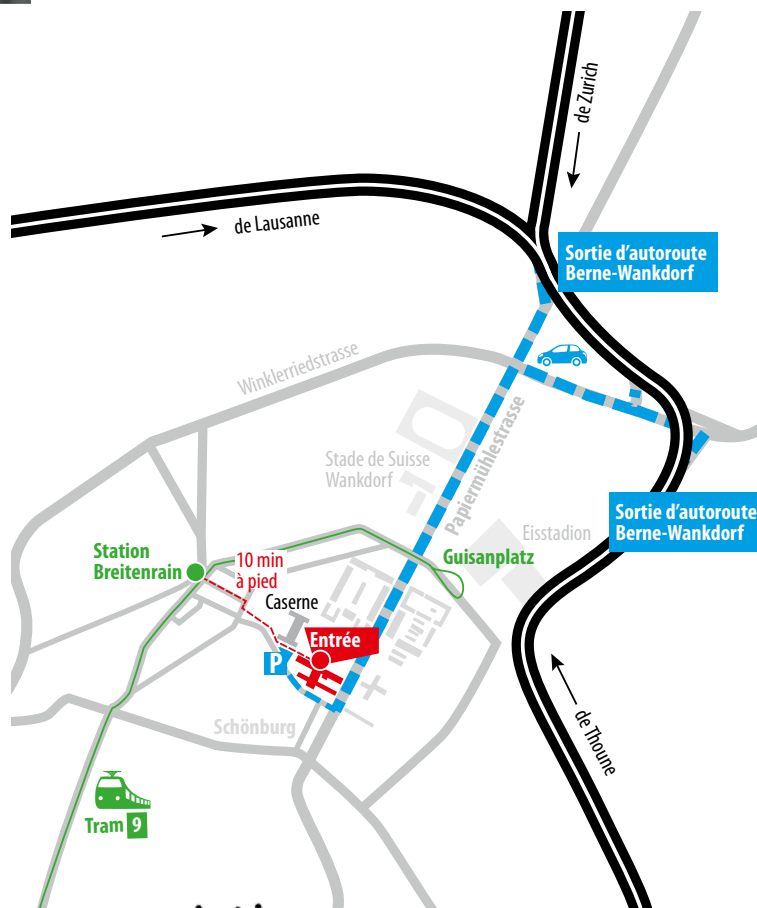 de Zurich
de Lausanne
Sortie d'autoroute
Berne-Wankdorf
Winklerriedstrasse
Papiermühlestrasse
Stade de Suisse
Wankdorf
Sortie d'autoroute
Berne-Wankdorf
Eisstadion
Station
Breitenrain
10 min
à pied
Guisanplatz
Caserne
Entrée
P
Schönburg
de Thoune
Tram 9